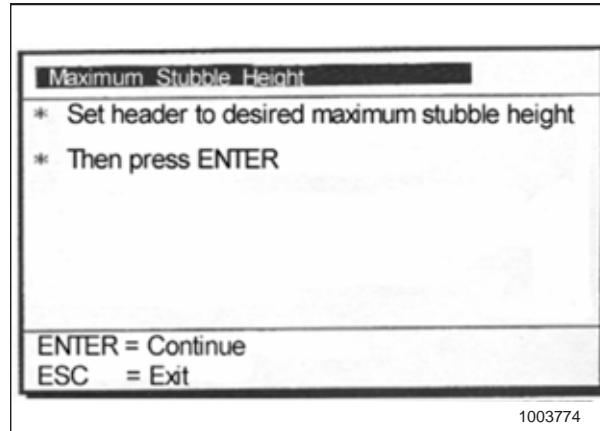 Maximum Stubble Height
* Set header to desired maximum stubble height
* Then press ENTER
ENTER = Continue
ESC = Exit
1003774